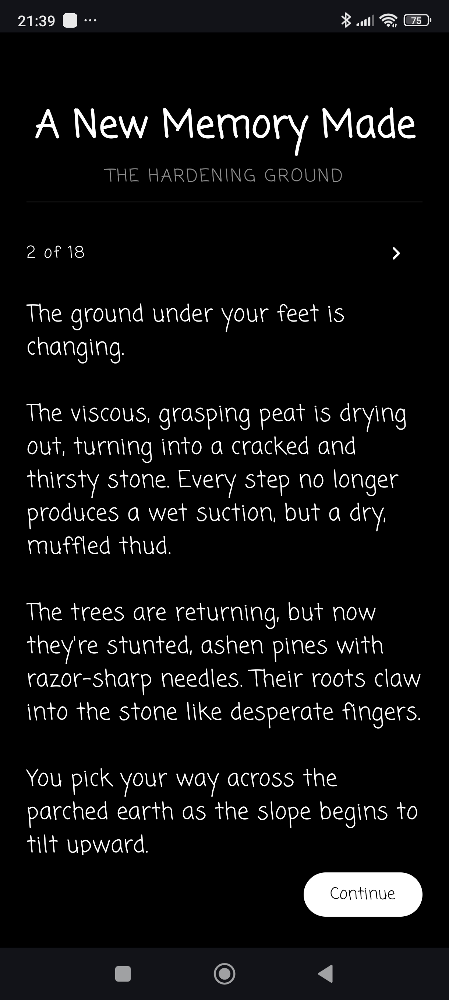 21:39
75
A New Memory Made
THE HARDENING GROUND
2 of 18
The ground under your feet is
changing.
The viscous, grasping peat is drying
out, turning into a cracked and
thirsty stone. Every step no longer
produces a wet suction, but a dry,
muffled thud.
The trees are returning, but now
they're stunted, ashen pines with
razor-sharp needles. Their roots claw
into the stone like desperate fingers.
You pick your way across the
parched earth as the slope begins to
tilt upward.
Continue